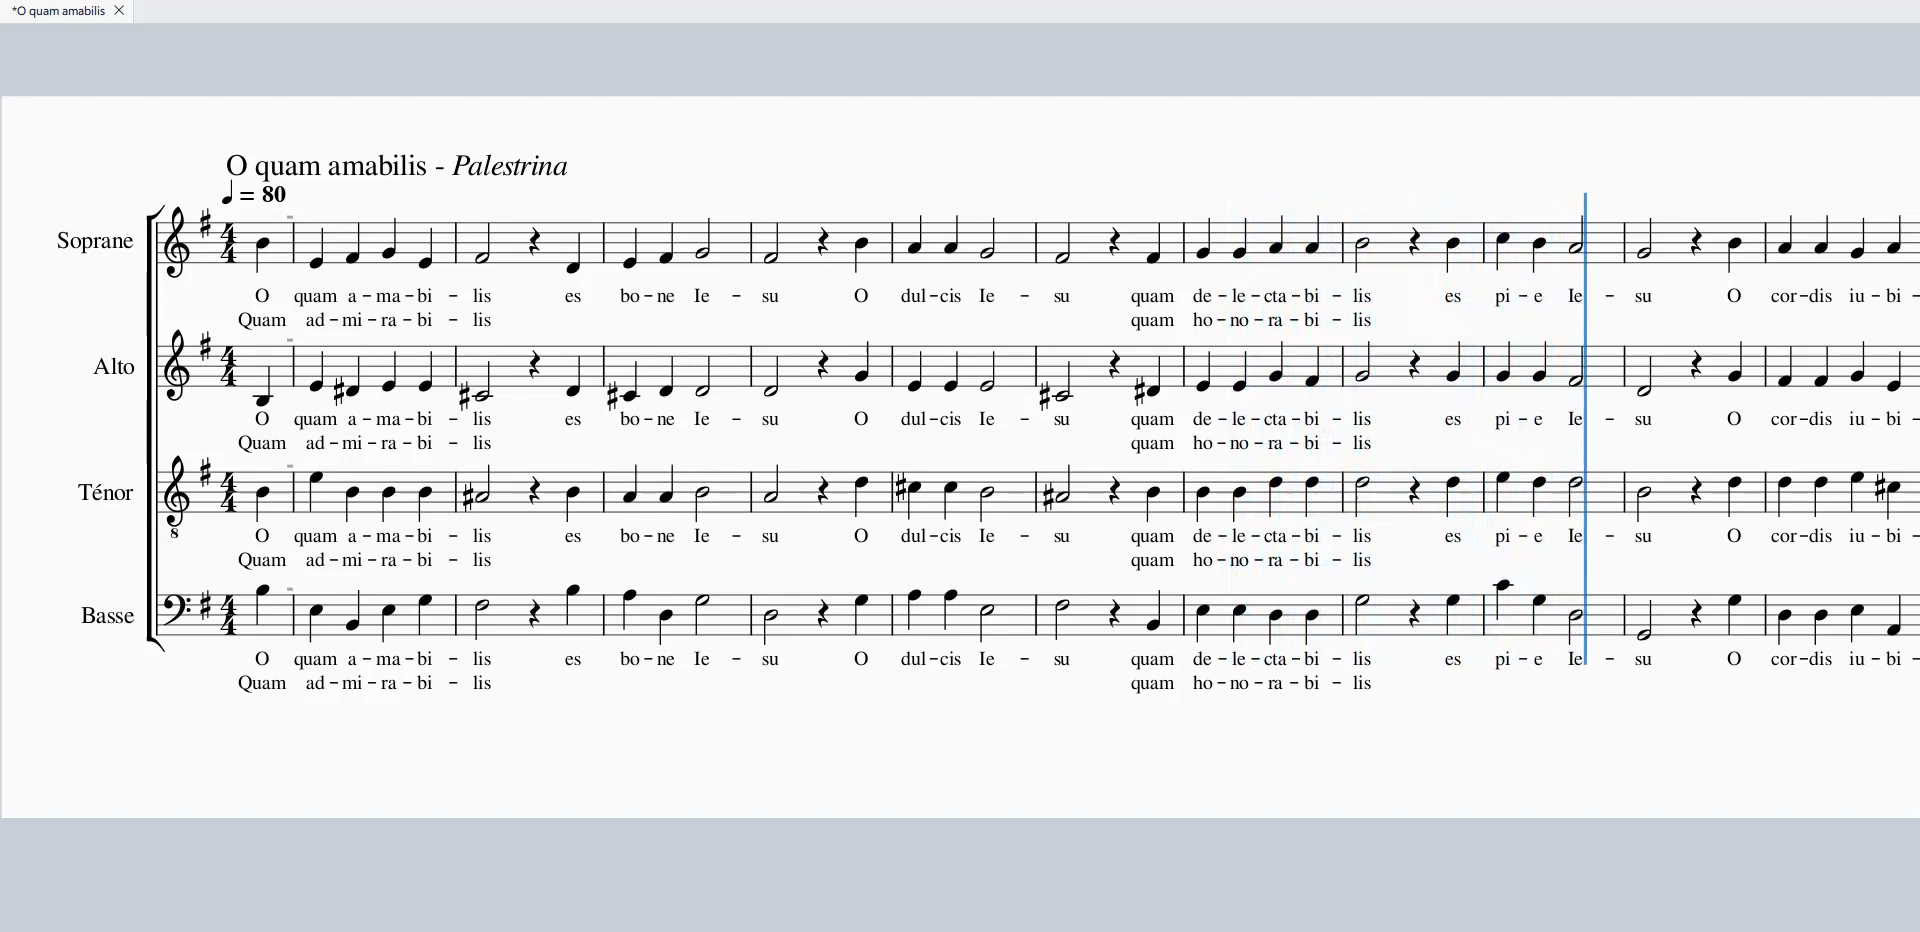 *O quam amabilis
O quam amabilis - Palestrina
= 80
Soprane
4 4
O quam a – ma – bi – lis es bo – ne Ie – su O dul – cis Ie – su quam de – le – cta – bi – lis es pi – e Ie – su O cor – dis iu – bi –
Quam ad – mi – ra – bi – lis quam ho – no – ra – bi – lis
Alto
4 4
O quam a – ma – bi – lis es bo – ne Ie – su O dul – cis Ie – su quam de – le – cta – bi – lis es pi – e Ie – su O cor – dis iu – bi –
Quam ad – mi – ra – bi – lis quam ho – no – ra – bi – lis
Ténor
4 4
8
O quam a – ma – bi – lis es bo – ne Ie – su O dul – cis Ie – su quam de – le – cta – bi – lis es pi – e Ie – su O cor – dis iu – bi –
Quam ad – mi – ra – bi – lis quam ho – no – ra – bi – lis
Basse
4 4
O quam a – ma – bi – lis es bo – ne Ie – su O dul – cis Ie – su quam de – le – cta – bi – lis es pi – e Ie – su O cor – dis iu – bi –
Quam ad – mi – ra – bi – lis quam ho – no – ra – bi – lis